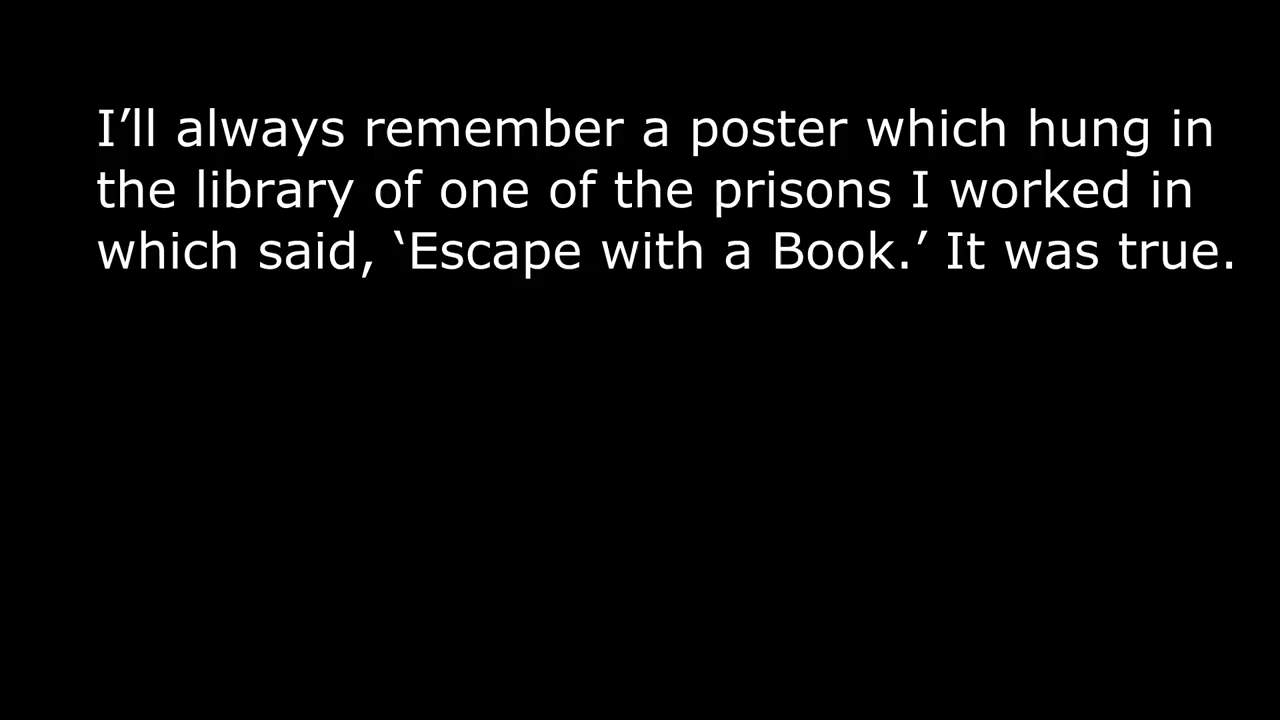 I’ll always remember a poster which hung in
the library of one of the prisons I worked in
which said, ‘Escape with a Book.’ It was true.